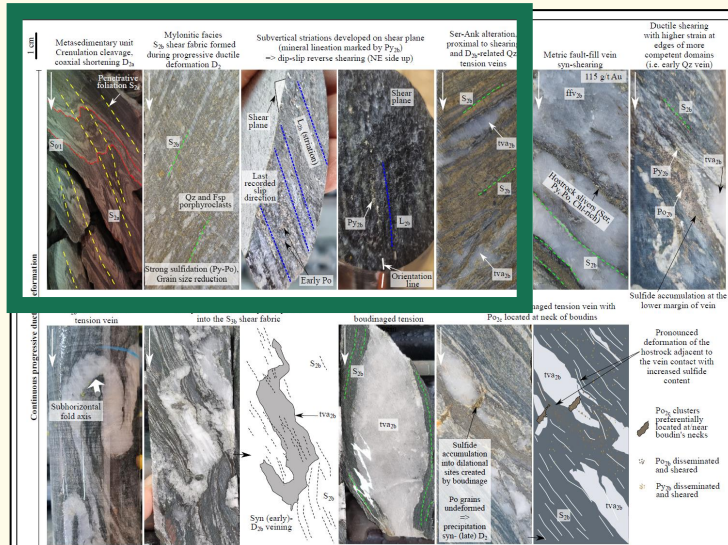 1 cm
Metasedimentary unit
Crenulation cleavage,
coaxial shortening D2a
Penetrative
foliation S2a
S0/1
S2a
Mylonitic facies
S2b shear fabric formed
during progressive ductile
deformation D2
S2b
Qz and Fsp
porphyroclasts
Strong sulfidation (Py-Po),
Grain size reduction
Subvertical striations developed on shear plane
(mineral lineation marked by Py2b)
=> dip-slip reverse shearing (NE side up)
Shear
plane
L2b (striation)
Last
recorded
slip
direction
Early Po
Shear
plane
Py2b
L2b
Orientation
line
Ser-Ank alteration,
proximal to shearing
and D2b-related Qz
tension veins
S2b
tva2b
S2b
tva2b
Metric fault-fill vein
syn-shearing
115 g/t Au
ffv2b
Hostrock slivers (Ser,
Py, Po, Chl-rich)
S2b
Ductile shearing
with higher strain at
edges of more
competent domains
(i.e. early Qz vein)
S2b
Py2b
Po2b
tva2b
Sulfide accumulation at the
lower margin of vein
Continuous progressive
eformation
tension vein
Subhorizontal
fold axis
into the S2b shear fabric
S2b
tva2b
S2b
Syn (early)=
D2b veining
boudinaged tension
tva2b
Sulfide
accumulation
into dilational
sites created
by boudinage
Po grains
undeformed
=>
precipitation
syn- (late) D2
naged tension vein with
Po2c located at neck of boudins
tva2b
S2b
Pronounced
deformation of the
hostrock adjacent to
the vein contact with
increased sulfide
content
Po2c clusters
preferentially
located at/near
boudin's necks
Po2b disseminated
and sheared
Py2b disseminated
and sheared